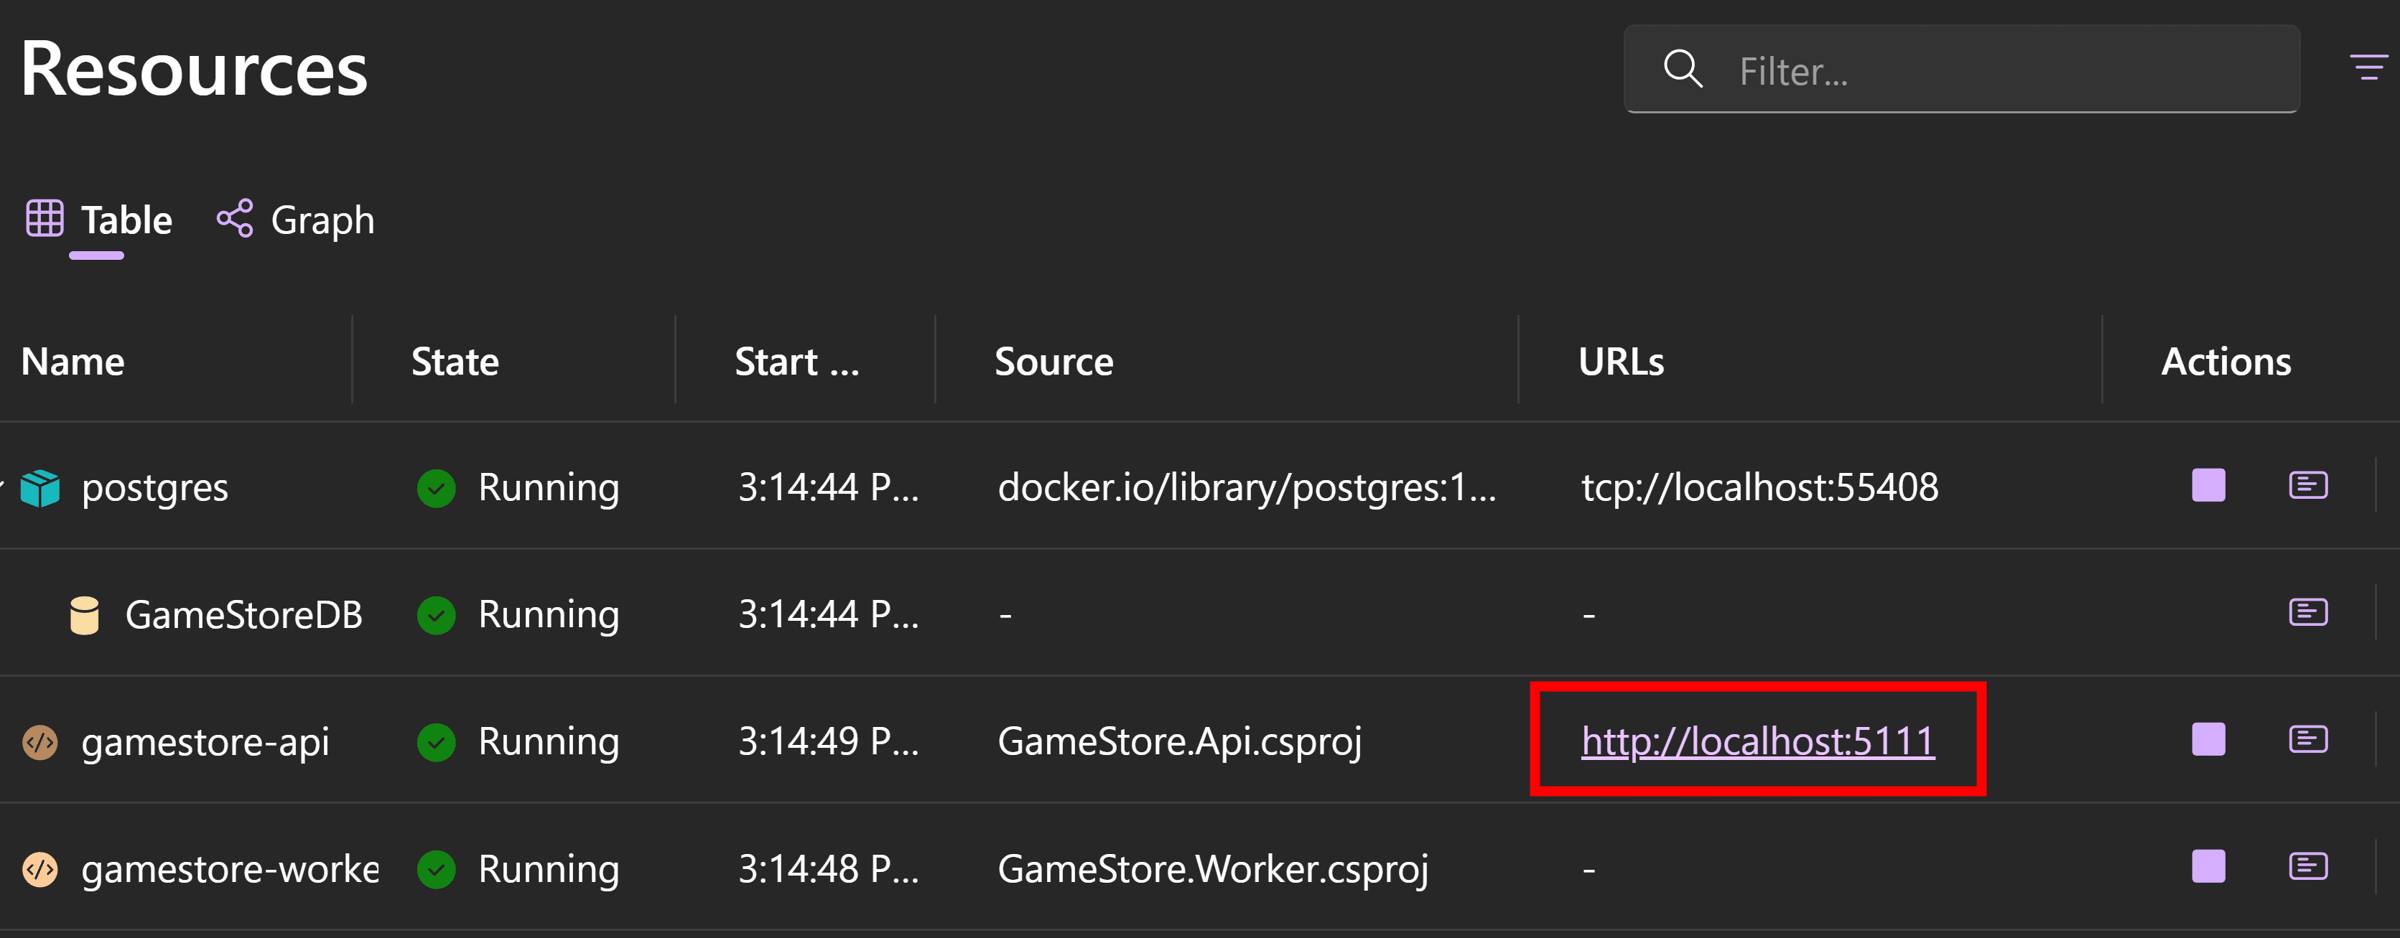 Resources
Filter...
Table Graph
Name State Start ... Source URLs Actions
postgres Running 3:14:44 P... docker.io/library/postgres:1... tcp://localhost:55408
GameStoreDB Running 3:14:44 P... - -
gamestore-api Running 3:14:49 P... GameStore.Api.csproj http://localhost:5111
gamestore-worke Running 3:14:48 P... GameStore.Worker.csproj -